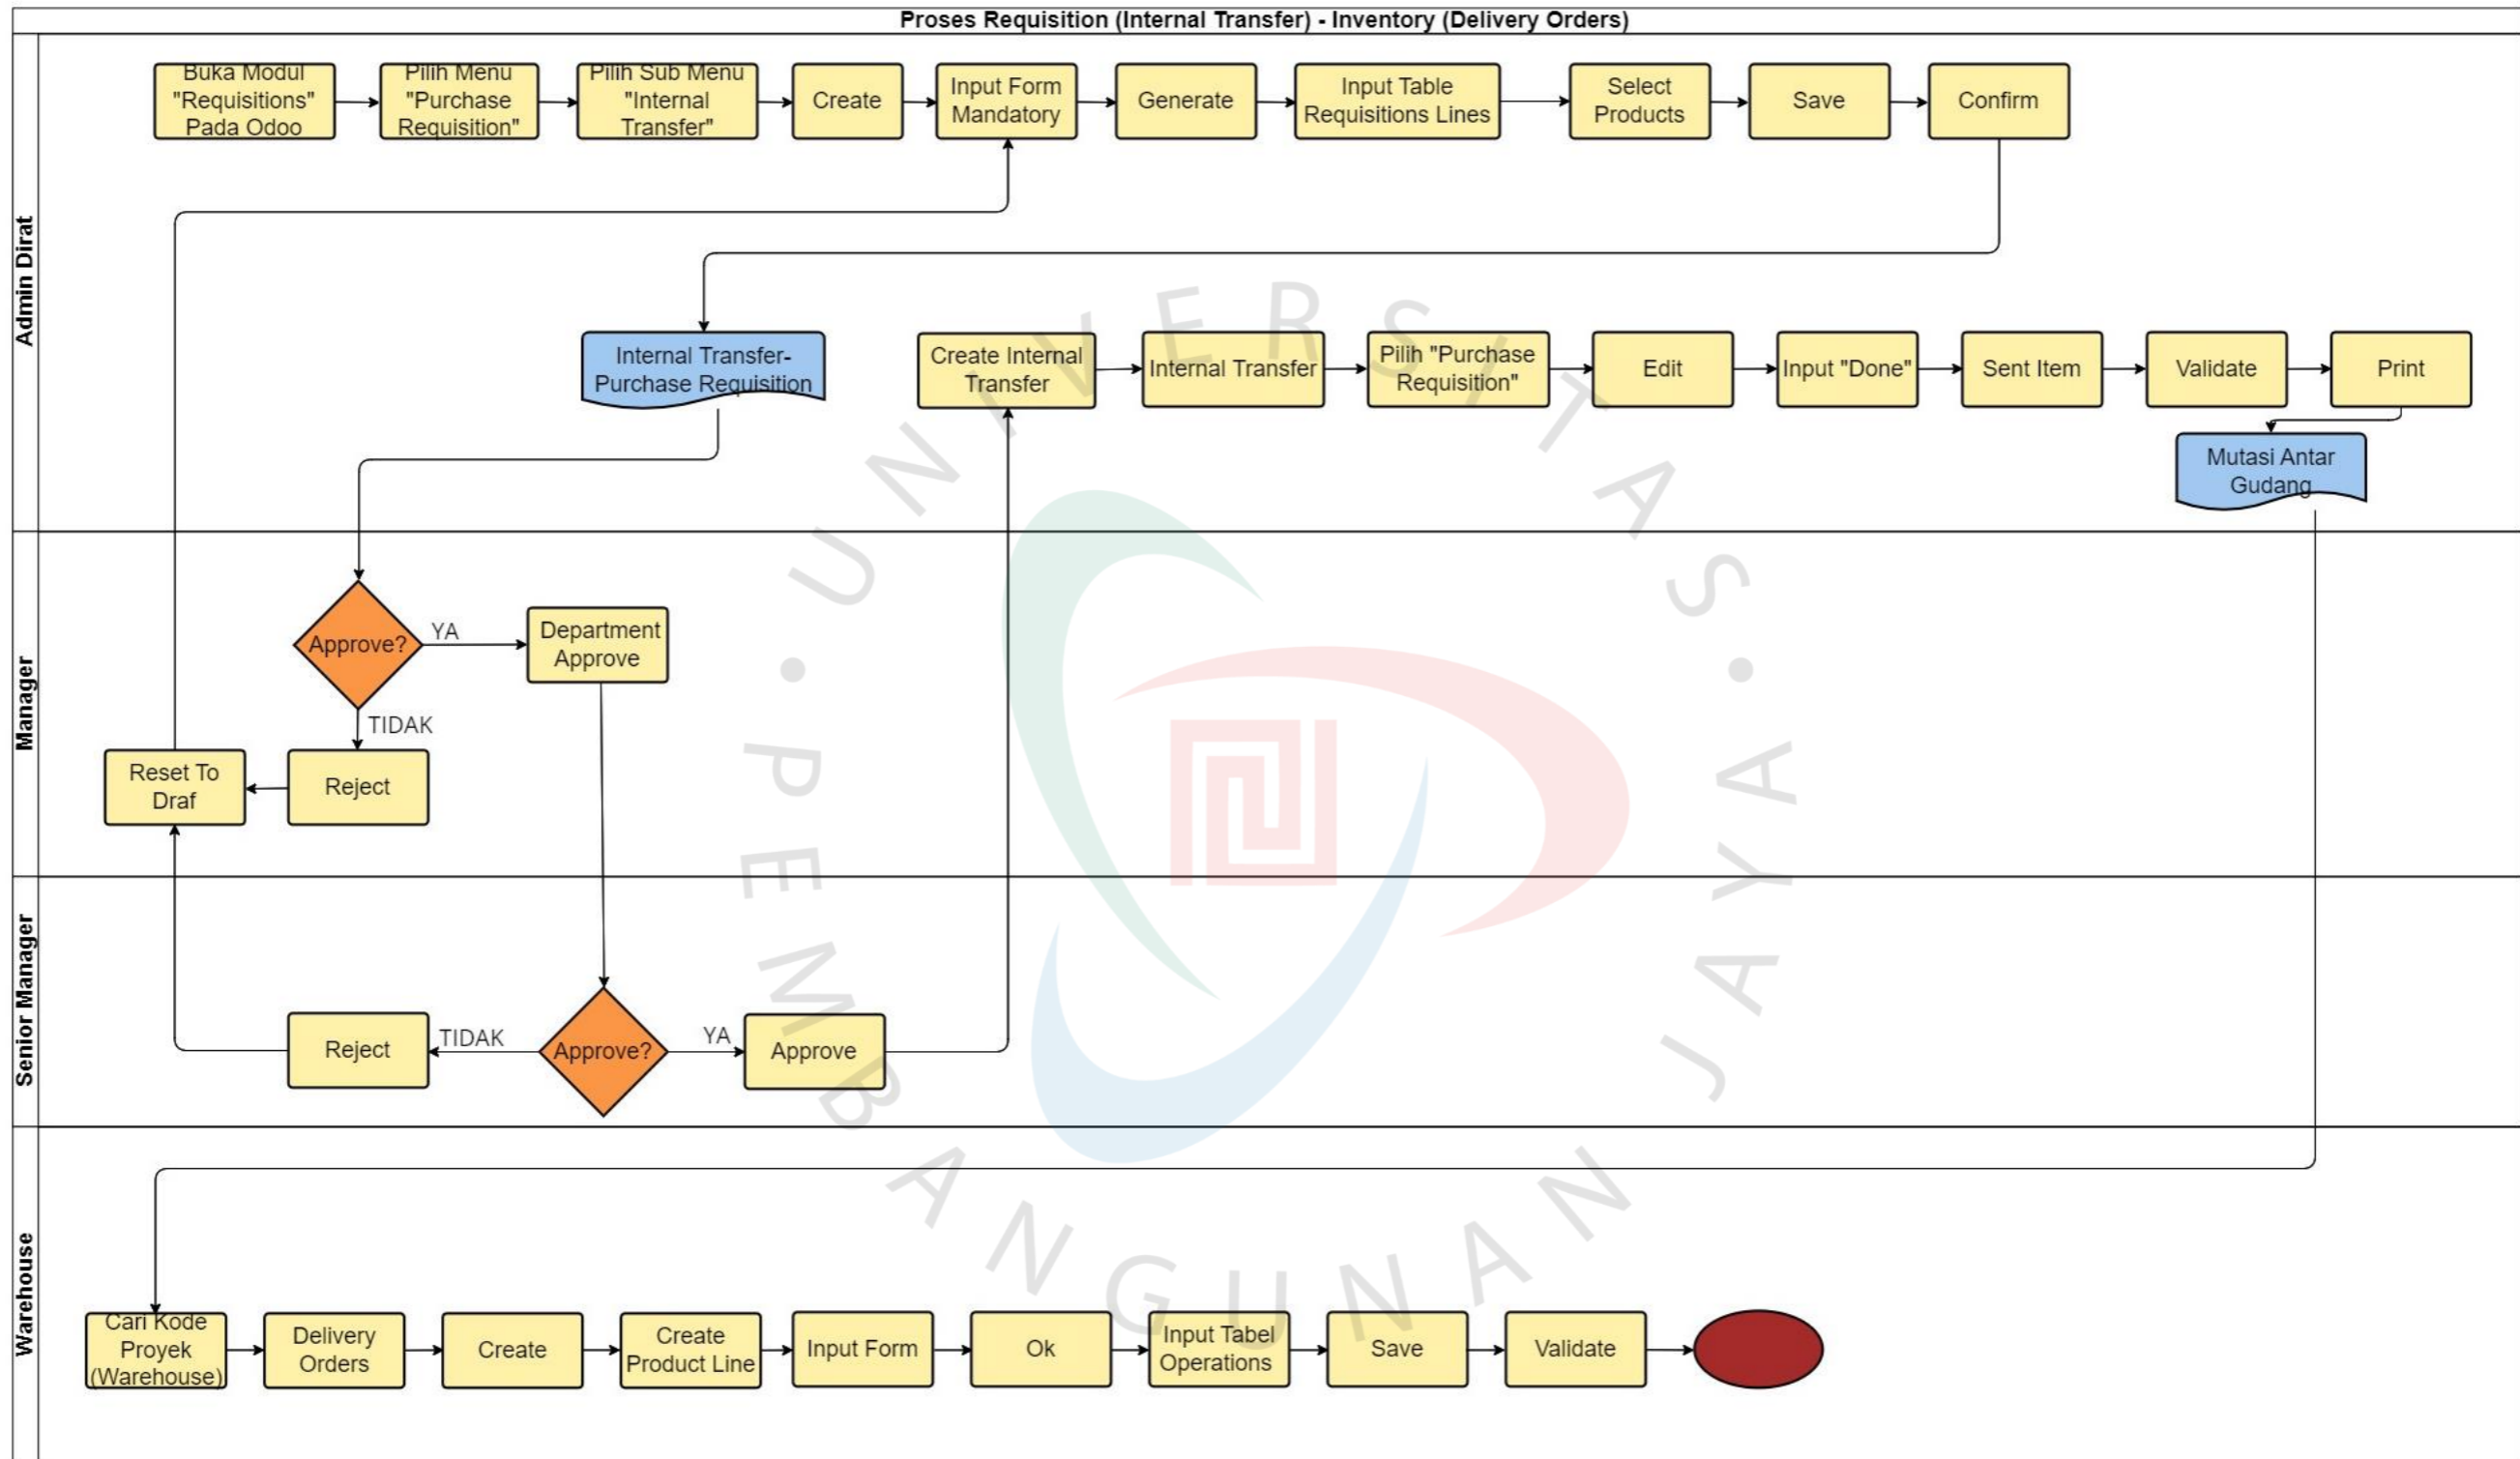 Proses Requisition (Internal Transfer) - Inventory (Delivery Orders)
Admin Dirat
Buka Modul
"Requisitions"
Pada Odoo
Pilih Menu
"Purchase
Requisition"
Pilih Sub Menu
"Internal
Transfer"
Create
Input Form
Mandatory
Generate
Input Table
Requisitions Lines
Select
Products
Save
Confirm
Internal Transfer-
Purchase Requisition
Create Internal
Transfer
Internal Transfer
Pilih "Purchase
Requisition"
Edit
Input "Done"
Sent Item
Validate
Print
Mutasi Antar
Gudang
Manager
Approve?
YA
Department
Approve
TIDAK
Reset To
Draf
Reject
Senior Manager
Reject
TIDAK
Approve?
YA
Approve
Warehouse
Cari Kode
Proyek
(Warehouse)
Delivery
Orders
Create
Create
Product Line
Input Form
Ok
Input Tabel
Operations
Save
Validate
• UNIVERSITAS •
PEMBANGUNAN JAYA